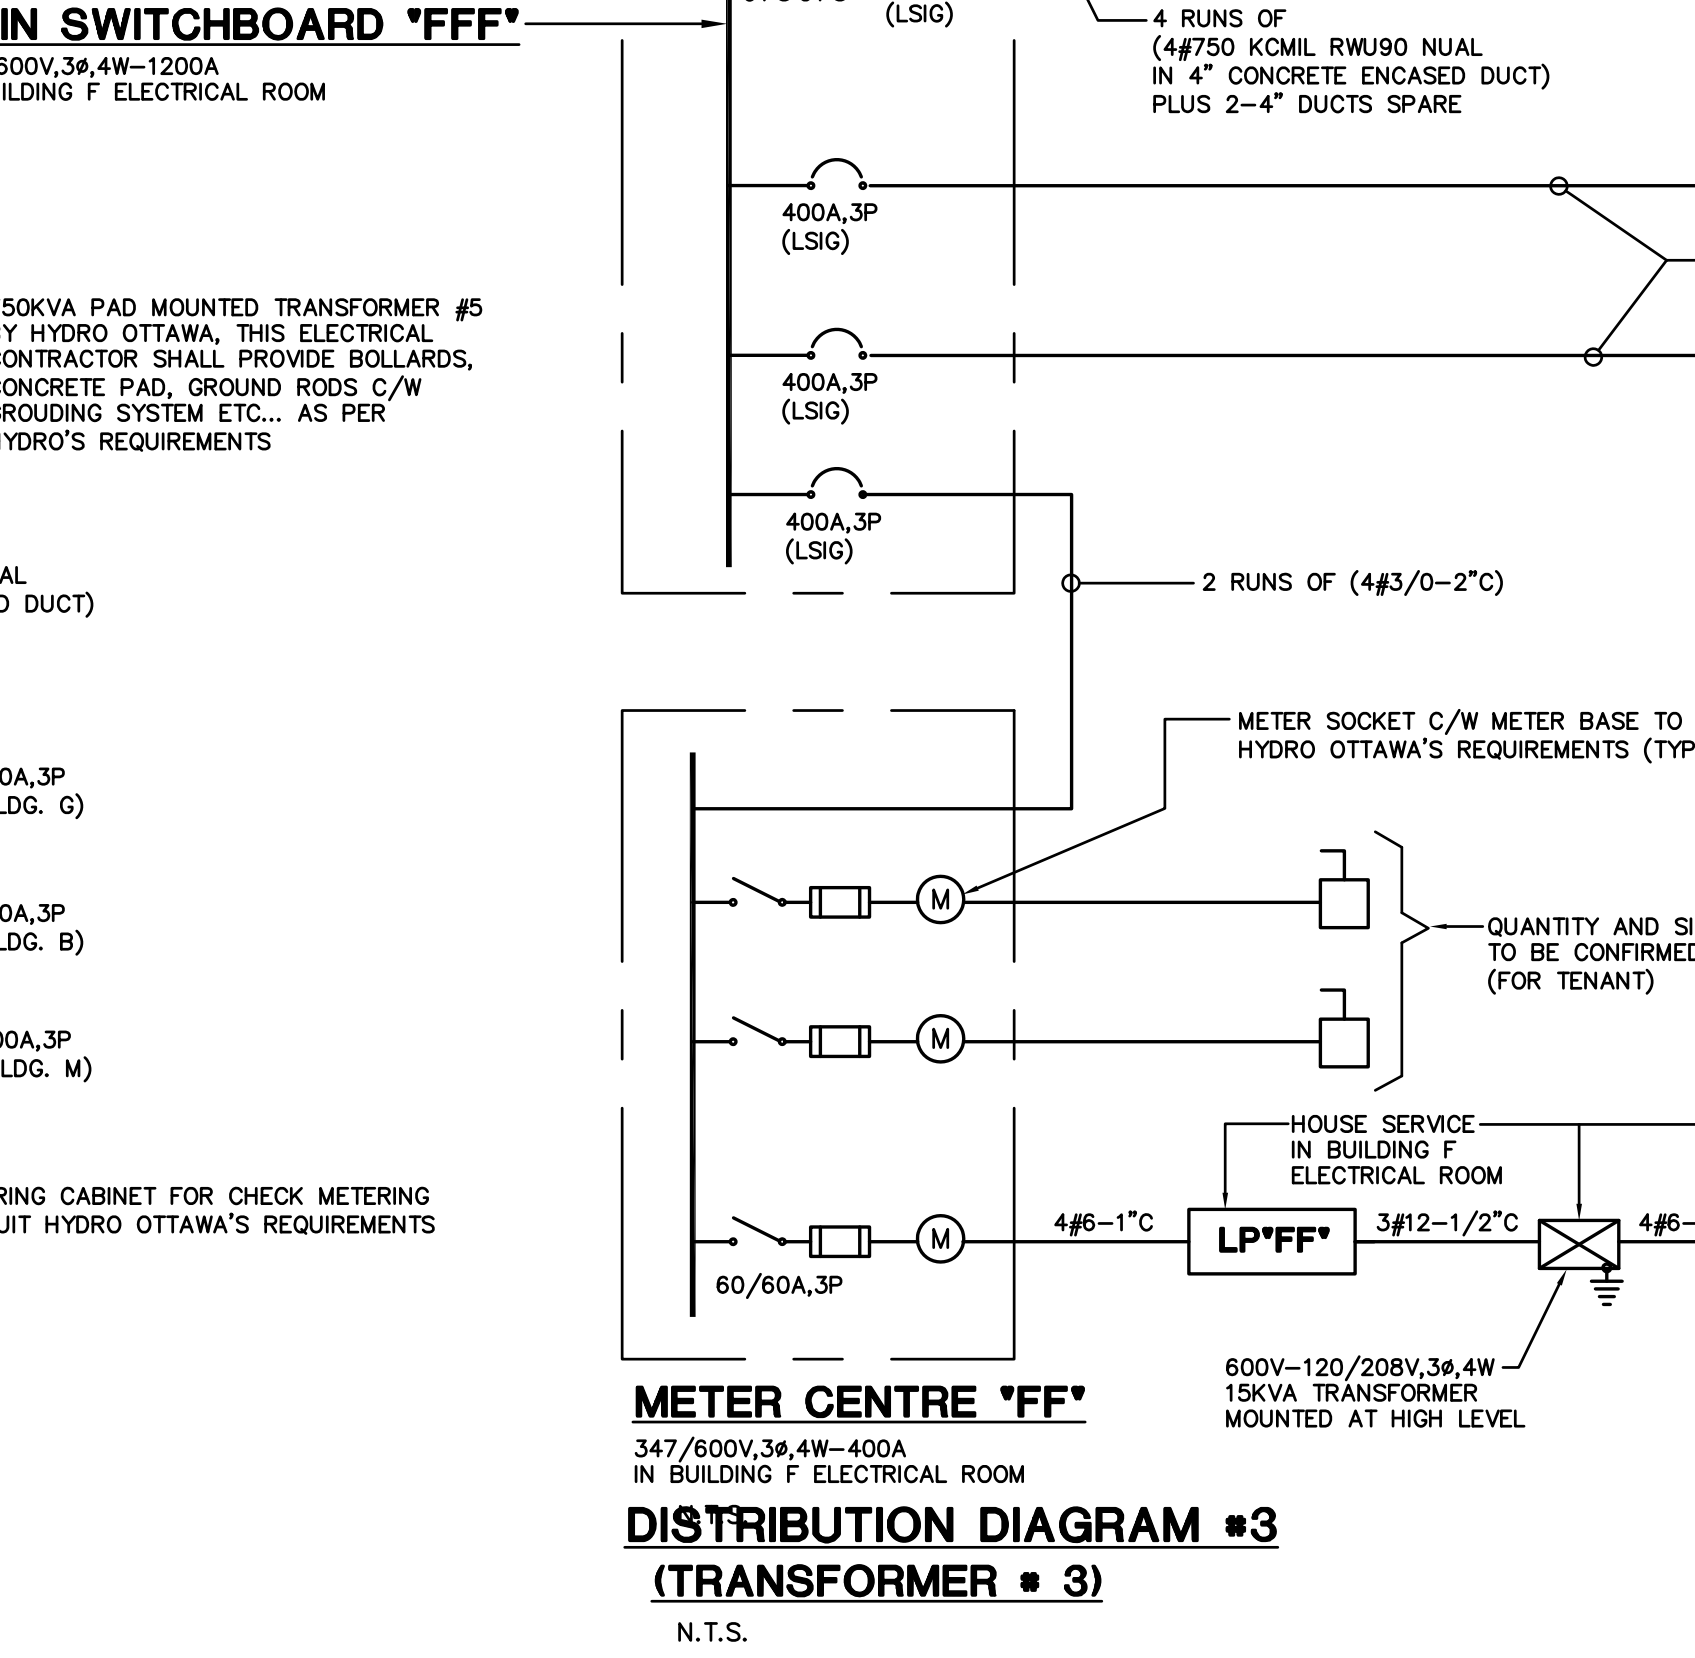 IN SWITCHBOARD "FFF"
600V,3ø,4W-1200A
ILDING F ELECTRICAL ROOM
(LSIG)
4 RUNS OF
(4#750 KCMIL RWU90 NUAL
IN 4" CONCRETE ENCASED DUCT)
PLUS 2-4" DUCTS SPARE
400A,3P
(LSIG)
50KVA PAD MOUNTED TRANSFORMER #5
Y HYDRO OTTAWA, THIS ELECTRICAL
CONTRACTOR SHALL PROVIDE BOLLARDS,
CONCRETE PAD, GROUND RODS C/W
GROUDING SYSTEM ETC... AS PER
HYDRO'S REQUIREMENTS
400A,3P
(LSIG)
400A,3P
(LSIG)
AL
D DUCT)
2 RUNS OF (4#3/0-2"C)
METER SOCKET C/W METER BASE TO
HYDRO OTTAWA'S REQUIREMENTS (TYP
0A,3P
LDG. G)
M
0A,3P
LDG. B)
QUANTITY AND SI
TO BE CONFIRMED
(FOR TENANT)
M
00A,3P
LDG. M)
HOUSE SERVICE
IN BUILDING F
ELECTRICAL ROOM
RING CABINET FOR CHECK METERING
UIT HYDRO OTTAWA'S REQUIREMENTS
M
4#6-1"C
LP"FF"
3#12-1/2"C
4#6-
60/60A,3P
600V-120/208V,3ø,4W
15KVA TRANSFORMER
MOUNTED AT HIGH LEVEL
METER CENTRE "FF"
347/600V,3ø,4W-400A
IN BUILDING F ELECTRICAL ROOM
N.T.S.
DISTRIBUTION DIAGRAM #3
(TRANSFORMER # 3)
N.T.S.